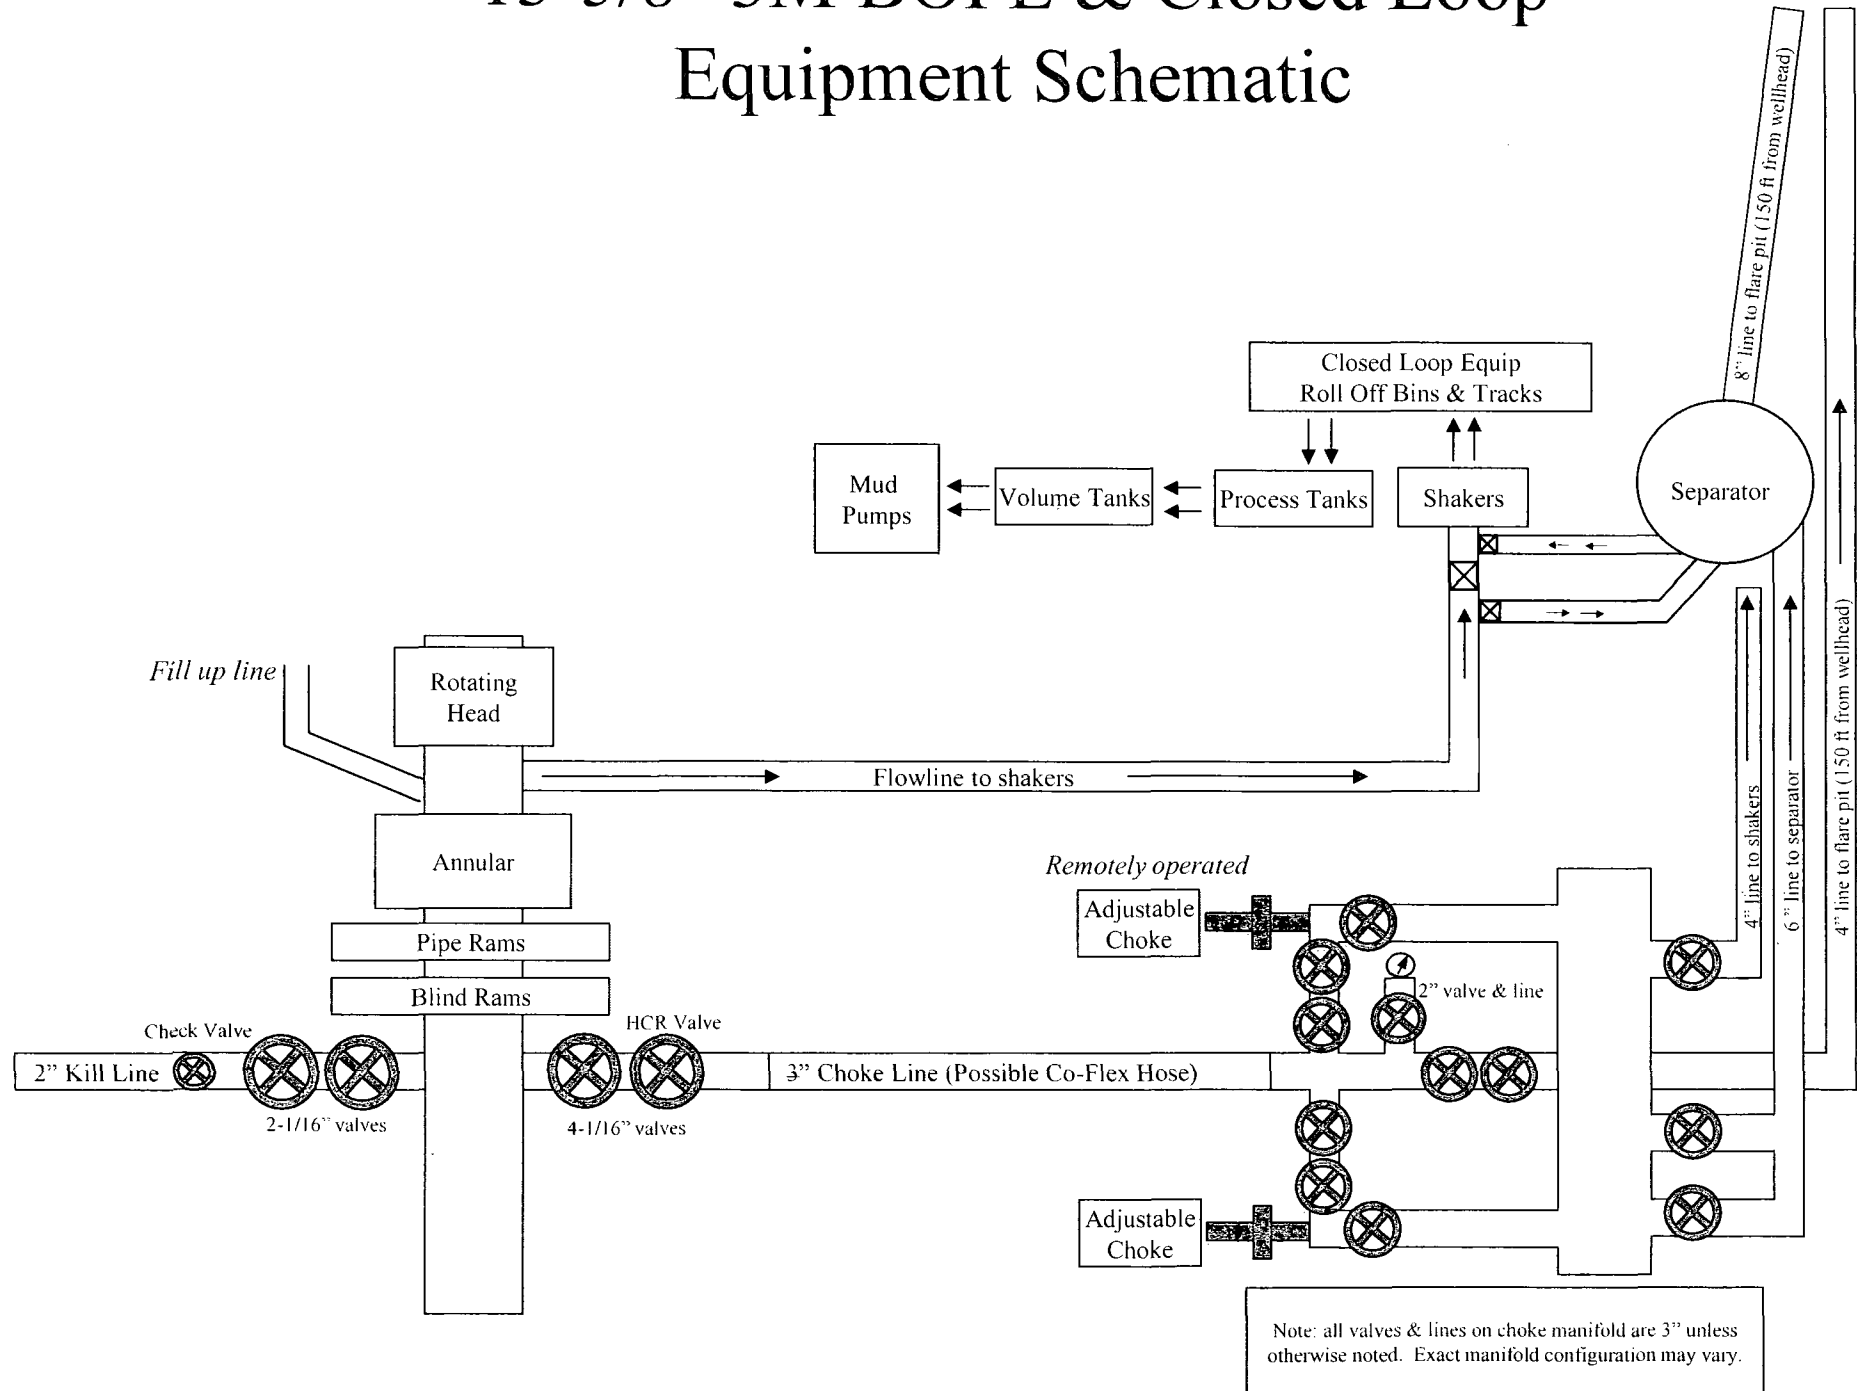 BOPE & Closed Loop
Equipment Schematic
8” line to flare pit (150 ft from wellhead)
Closed Loop Equip
Roll Off Bins & Tracks
Mud
Pumps
Volume Tanks
Process Tanks
Shakers
Separator
Fill up line
Rotating
Head
Flowline to shakers
Annular
Pipe Rams
Blind Rams
Check Valve
2” Kill Line
2-1/16” valves
HCR Valve
4-1/16” valves
3” Choke Line (Possible Co-Flex Hose)
Remotely operated
Adjustable
Choke
2” valve & line
Adjustable
Choke
4” line to shakers
6” line to separator
4” line to flare pit (150 ft from wellhead)
Note: all valves & lines on choke manifold are 3” unless
otherwise noted. Exact manifold configuration may vary.